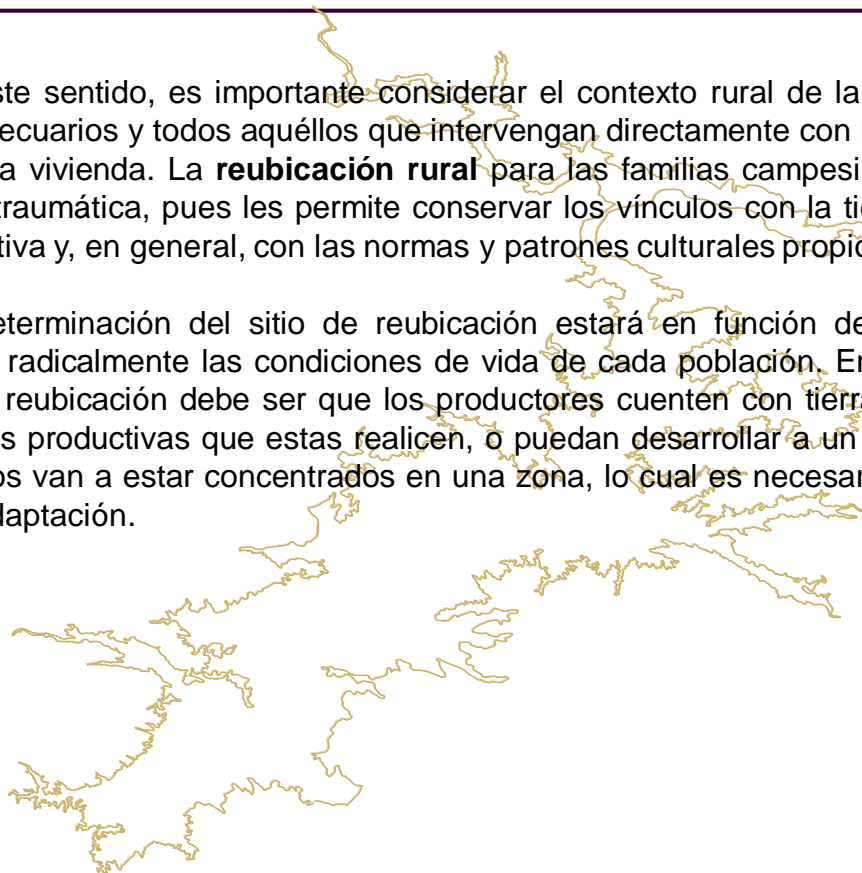 ste sentido, es importante considerar el contexto rural de la
ecuarios y todos aquéllos que intervengan directamente con
a vivienda. La reubicación rural para las familias campesi
traumática, pues les permite conservar los vínculos con la tie
tiva y, en general, con las normas y patrones culturales propio
eterminación del sitio de reubicación estará en función de
radicalmente las condiciones de vida de cada población. En
reubicación debe ser que los productores cuenten con tierra
s productivas que estas realicen, o puedan desarrollar a un
os van a estar concentrados en una zona, lo cual es necesar
daptación.